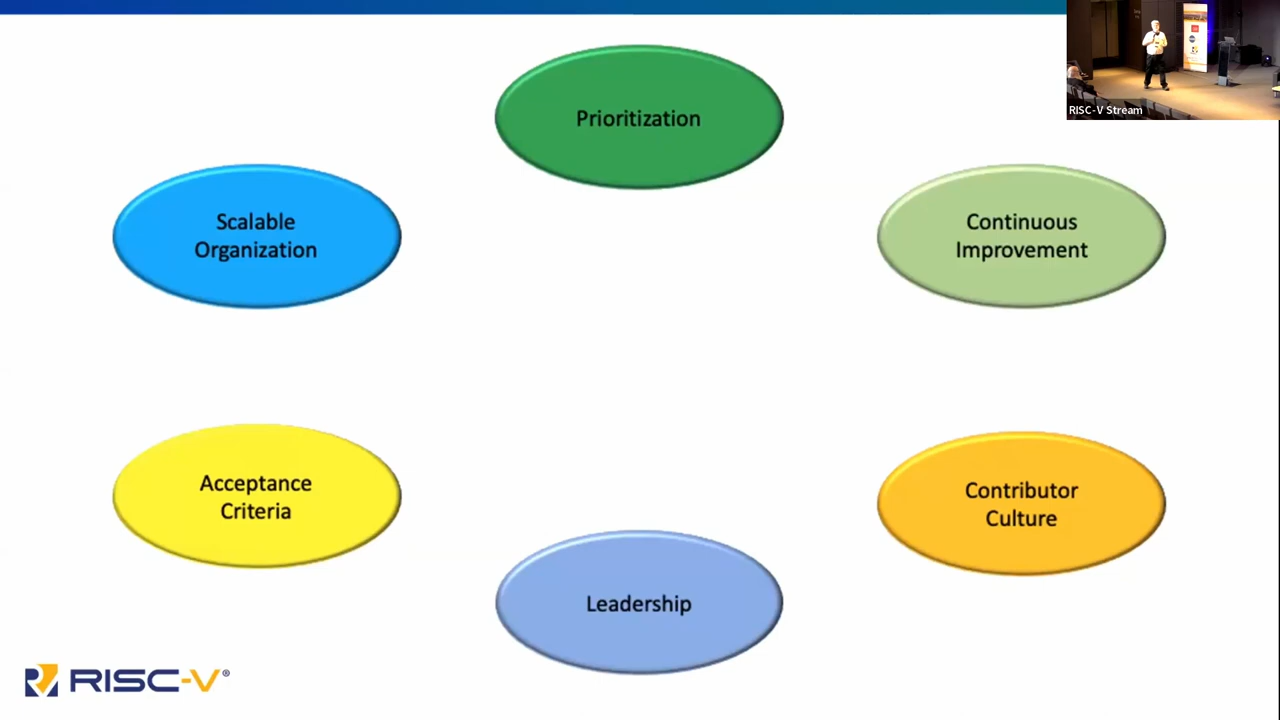 Prioritization
RISC-V Stream
Scalable
Organization
Continuous
Improvement
Acceptance
Criteria
Contributor
Culture
Leadership
RISC-V®